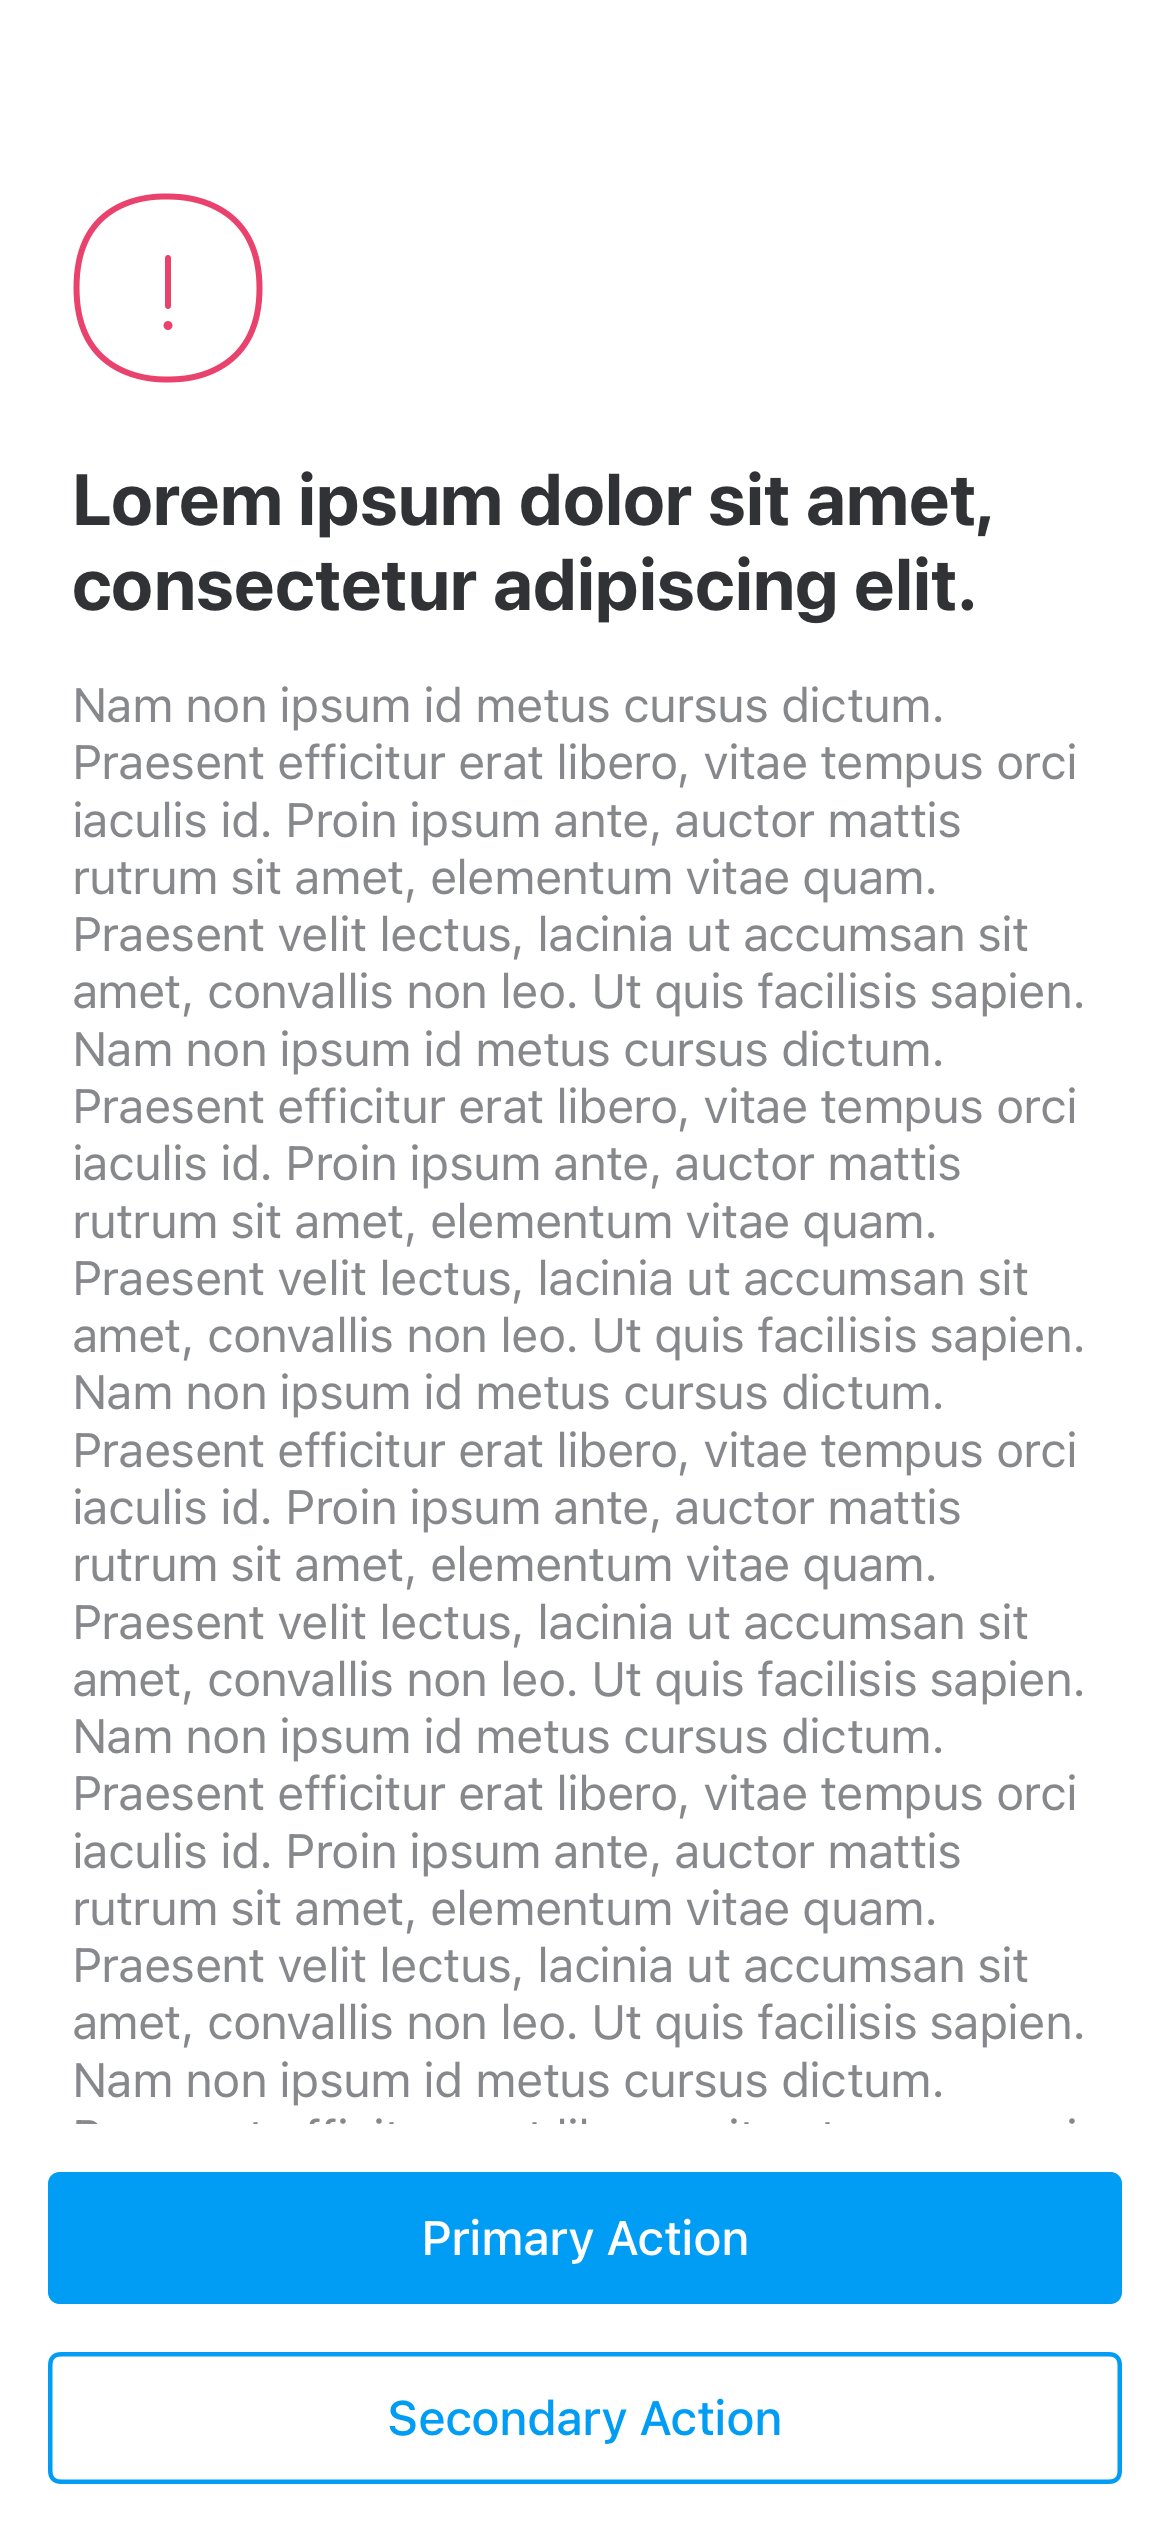 Lorem ipsum dolor sit amet,
consectetur adipiscing elit.
Nam non ipsum id metus cursus dictum.
Praesent efficitur erat libero, vitae tempus orci
iaculis id. Proin ipsum ante, auctor mattis
rutrum sit amet, elementum vitae quam.
Praesent velit lectus, lacinia ut accumsan sit
amet, convallis non leo. Ut quis facilisis sapien.
Nam non ipsum id metus cursus dictum.
Praesent efficitur erat libero, vitae tempus orci
iaculis id. Proin ipsum ante, auctor mattis
rutrum sit amet, elementum vitae quam.
Praesent velit lectus, lacinia ut accumsan sit
amet, convallis non leo. Ut quis facilisis sapien.
Nam non ipsum id metus cursus dictum.
Praesent efficitur erat libero, vitae tempus orci
iaculis id. Proin ipsum ante, auctor mattis
rutrum sit amet, elementum vitae quam.
Praesent velit lectus, lacinia ut accumsan sit
amet, convallis non leo. Ut quis facilisis sapien.
Nam non ipsum id metus cursus dictum.
Praesent efficitur erat libero, vitae tempus orci
iaculis id. Proin ipsum ante, auctor mattis
rutrum sit amet, elementum vitae quam.
Praesent velit lectus, lacinia ut accumsan sit
amet, convallis non leo. Ut quis facilisis sapien.
Nam non ipsum id metus cursus dictum.
Primary Action
Secondary Action